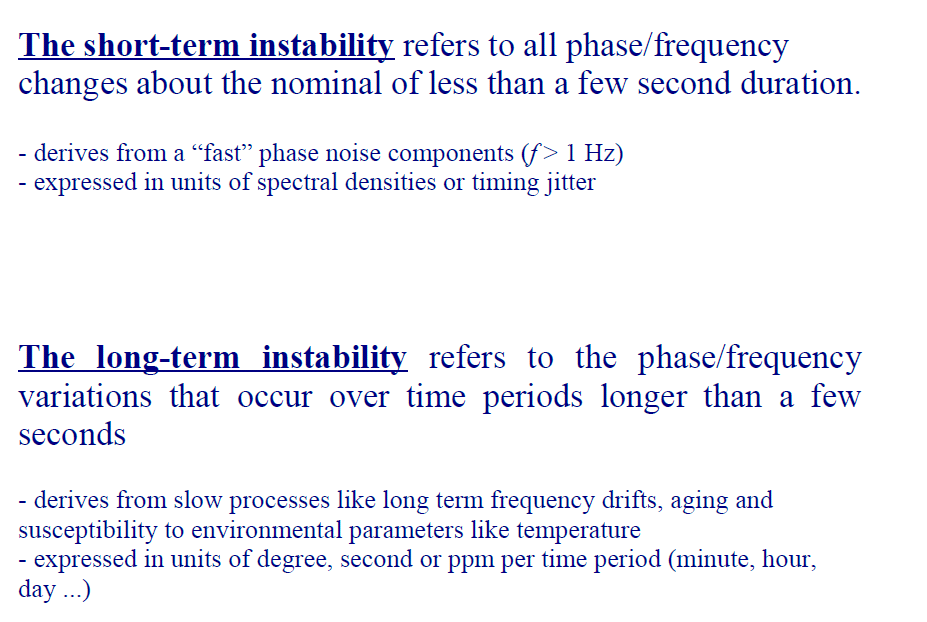 The short-term instability refers to all phase/frequency
changes about the nominal of less than a few second duration.
- derives from a “fast” phase noise components (f > 1 Hz)
- expressed in units of spectral densities or timing jitter
The long-term instability refers to the phase/frequency
variations that occur over time periods longer than a few
seconds
- derives from slow processes like long term frequency drifts, aging and
susceptibility to environmental parameters like temperature
- expressed in units of degree, second or ppm per time period (minute, hour,
day ...)